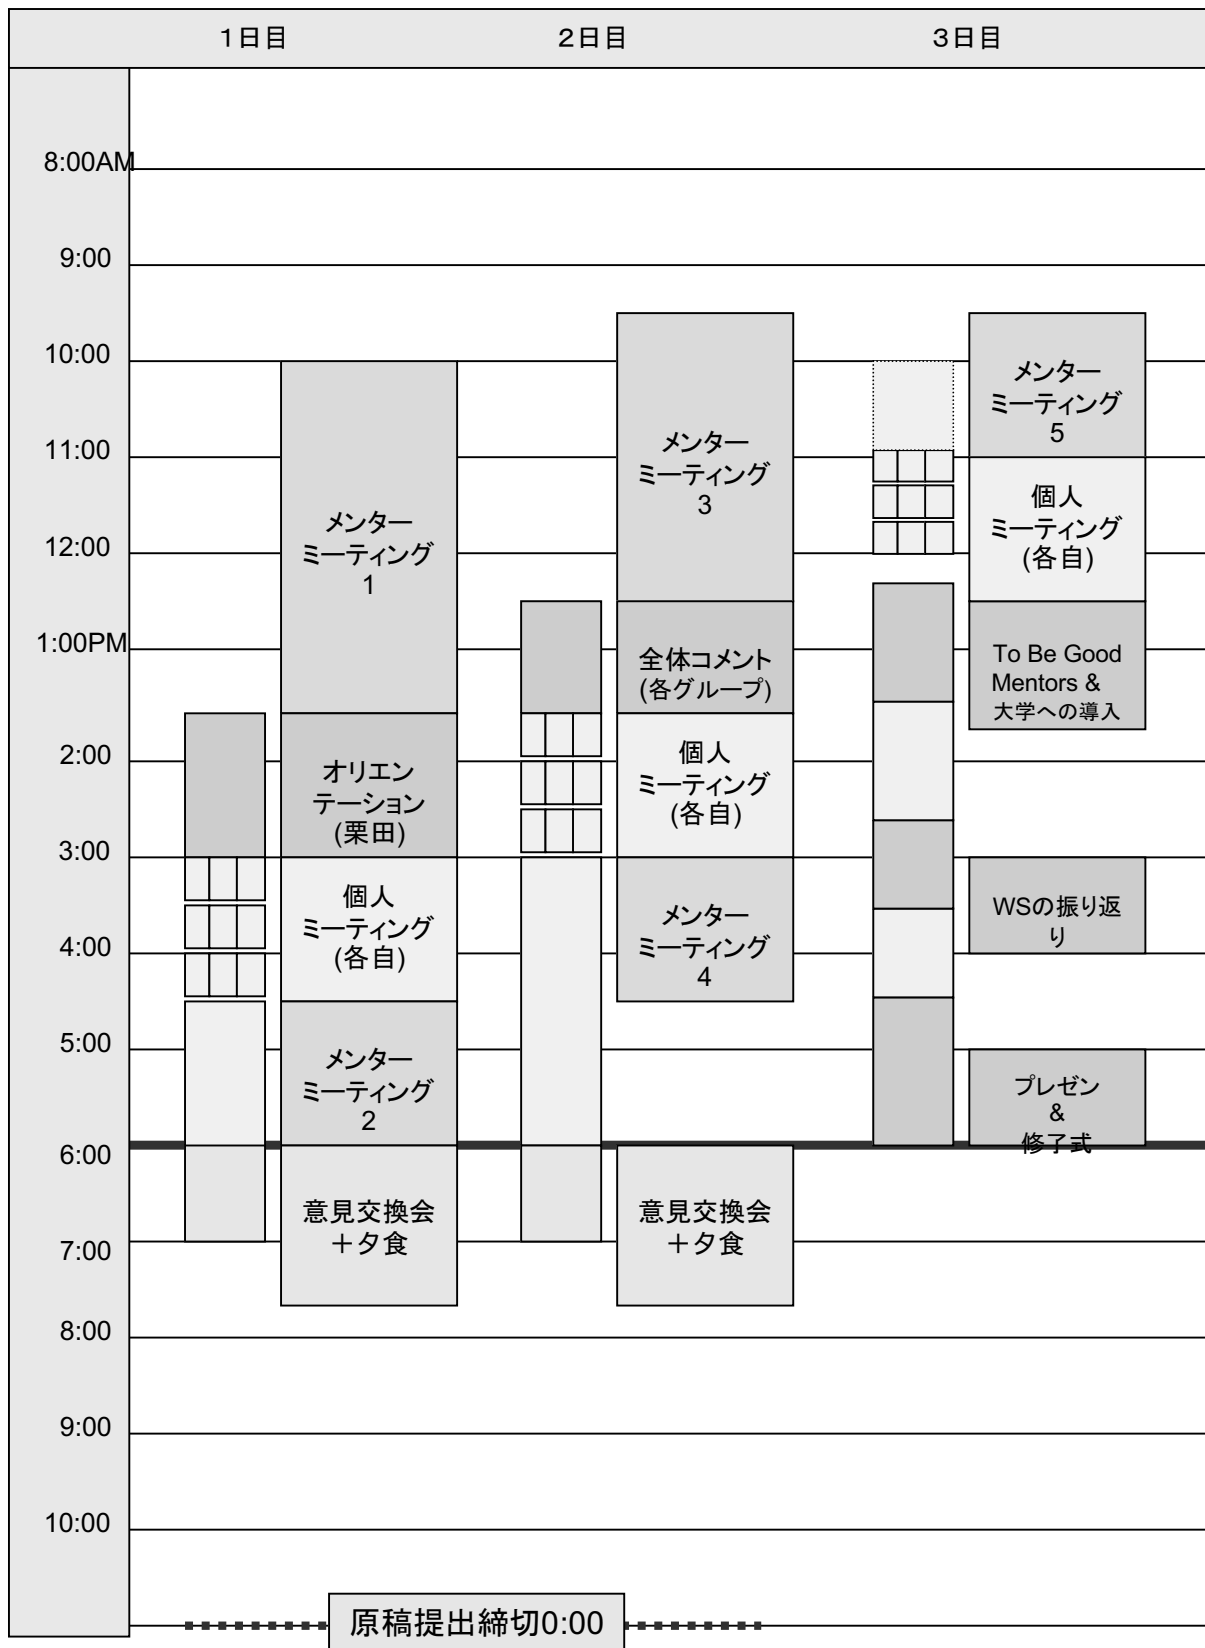 1日目
2日目
3日目
8:00AM
9:00
10:00
11:00
12:00
1:00PM
2:00
3:00
4:00
5:00
6:00
7:00
8:00
9:00
10:00
メンター
ミーティング
1
オリエン
テーション
(栗田)
個人
ミーティング
(各自)
メンター
ミーティング
2
意見交換会
＋夕食
メンター
ミーティング
3
全体コメント
(各グループ)
個人
ミーティング
(各自)
メンター
ミーティング
4
意見交換会
＋夕食
メンター
ミーティング
5
個人
ミーティング
(各自)
To Be Good
Mentors &
大学への導入
WSの振り返
り
プレゼン
&
修了式
原稿提出締切0:00